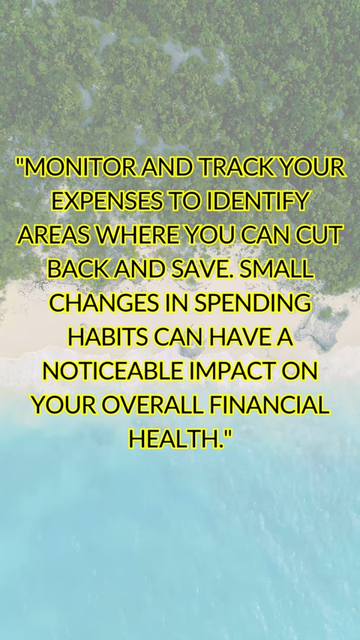 "MONITOR AND TRACK YOUR
EXPENSES TO IDENTIFY
AREAS WHERE YOU CAN CUT
BACK AND SAVE. SMALL
CHANGES IN SPENDING
HABITS CAN HAVE A
NOTICEABLE IMPACT ON
YOUR OVERALL FINANCIAL
HEALTH."